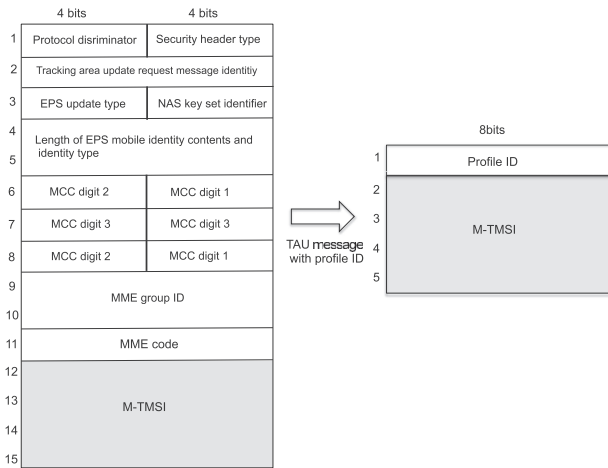 4 bits 4 bits
1 Protocol disriminator Security header type
2 Tracking area update request message identitiy
3 EPS update type NAS key set identifier
4 Length of EPS mobile identity contents and
5 identity type
6 MCC digit 2 MCC digit 1
7 MCC digit 3 MCC digit 3
8 MCC digit 2 MCC digit 1
9
MME group ID
10
11 MME code
12
13 M-TMSI
14
15
TAU message
with profile ID
8bits
1 Profile ID
2
3 M-TMSI
4
5